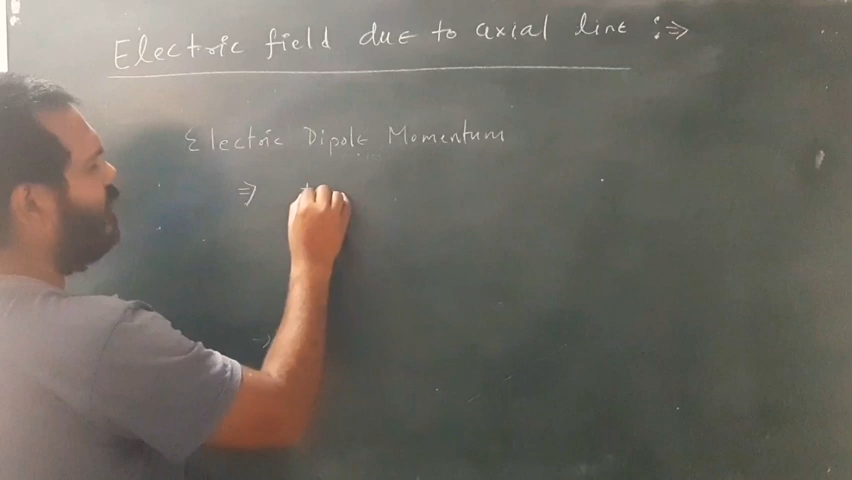 Electric field due to axial line :⇒
Electric Dipole Momentum
⇒